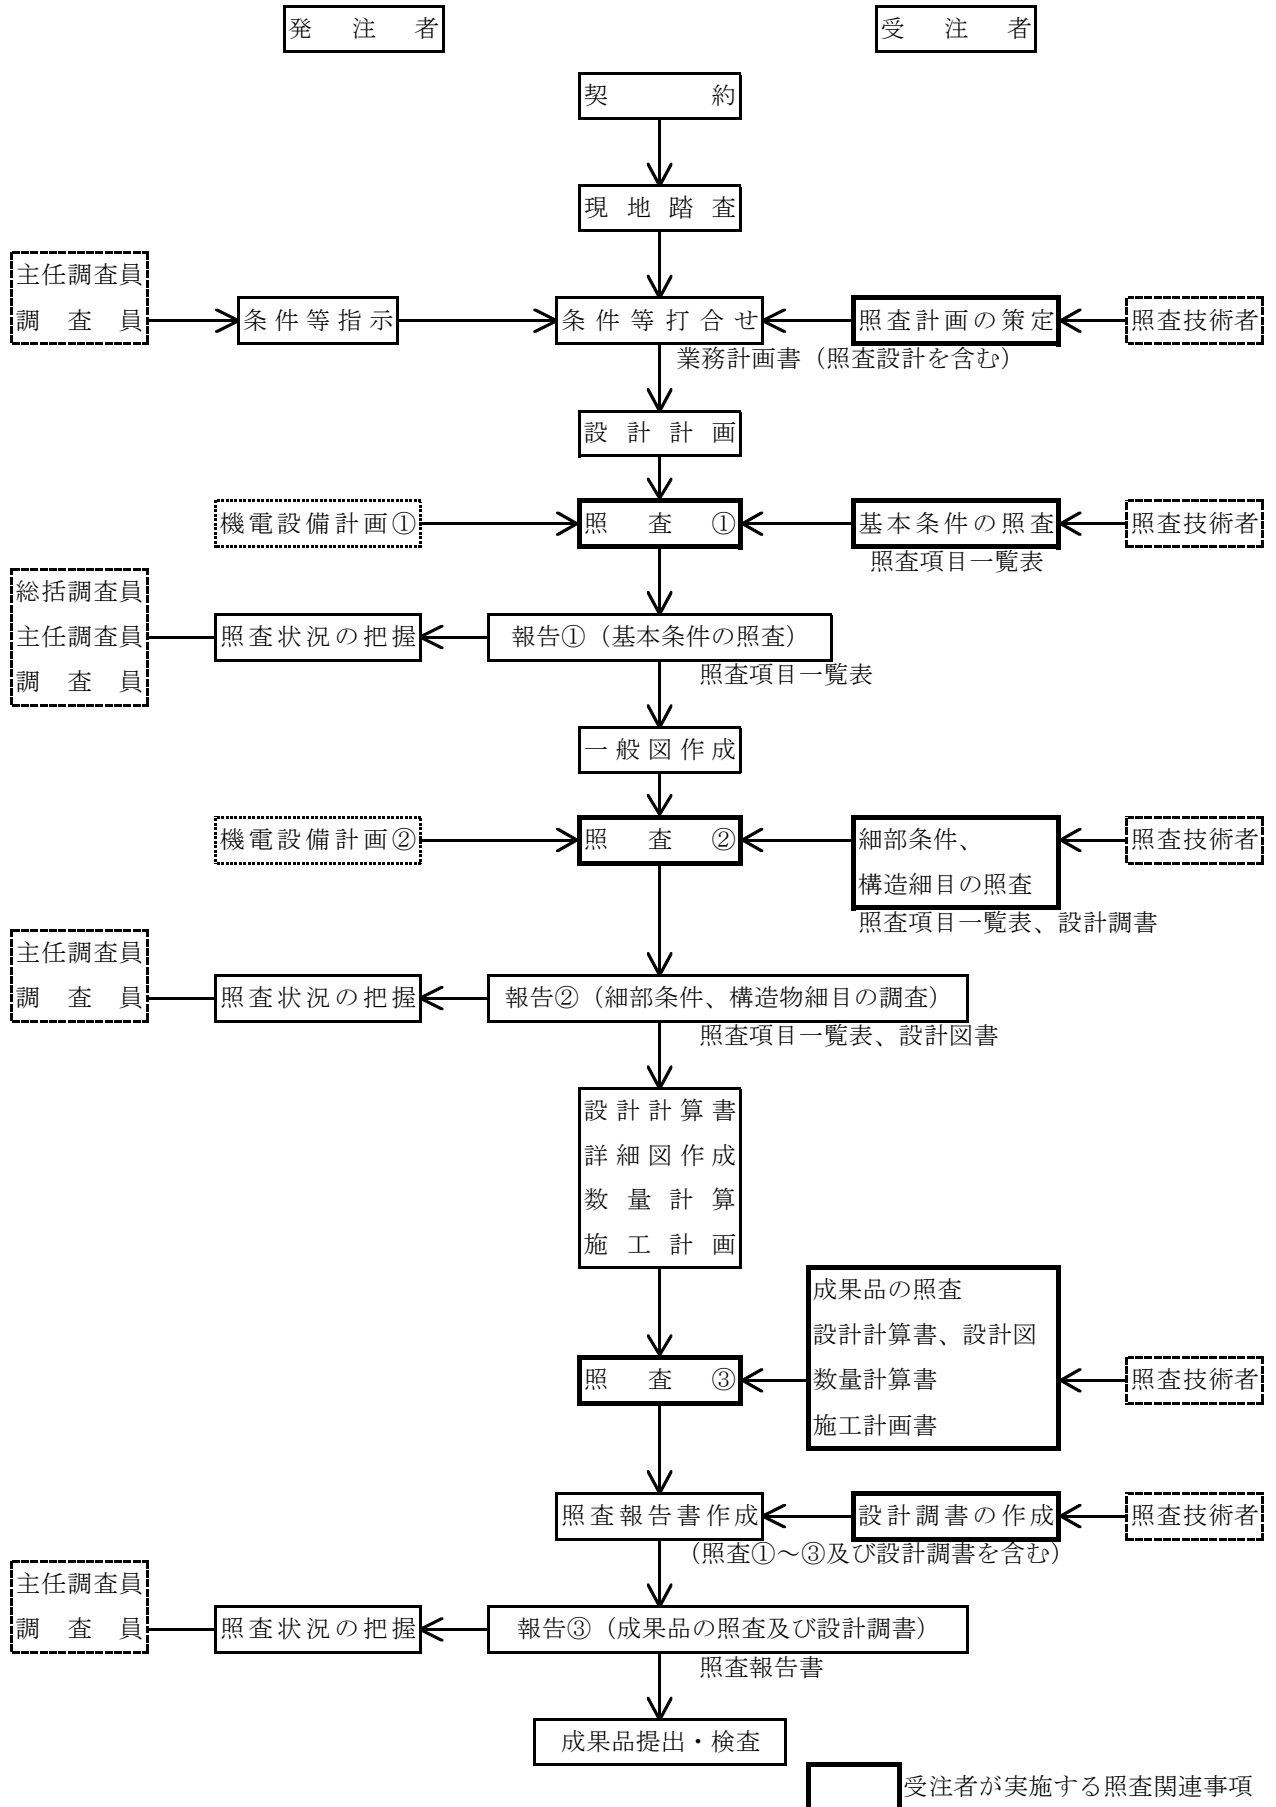 発注者
受注者
契約
現地踏査
主任調査員
調査員
条件等指示
条件等打合せ
照査計画の策定
照査技術者
業務計画書（照査設計を含む）
設計計画
機電設備計画①
照査①
基本条件の照査
照査技術者
照査項目一覧表
総括調査員
主任調査員
調査員
照査状況の把握
報告①（基本条件の照査）
照査項目一覧表
一般図作成
機電設備計画②
照査②
細部条件、
構造細目の照査
照査技術者
照査項目一覧表、設計調書
主任調査員
調査員
照査状況の把握
報告②（細部条件、構造物細目の調査）
照査項目一覧表、設計図書
設計計算書
詳細図作成
数量計算
施工計画
成果品の照査
設計計算書、設計図
数量計算書
施工計画書
照査③
照査技術者
照査報告書作成
設計調書の作成
照査技術者
（照査①～③及び設計調書を含む）
主任調査員
調査員
照査状況の把握
報告③（成果品の照査及び設計調書）
照査報告書
成果品提出・検査
受注者が実施する照査関連事項